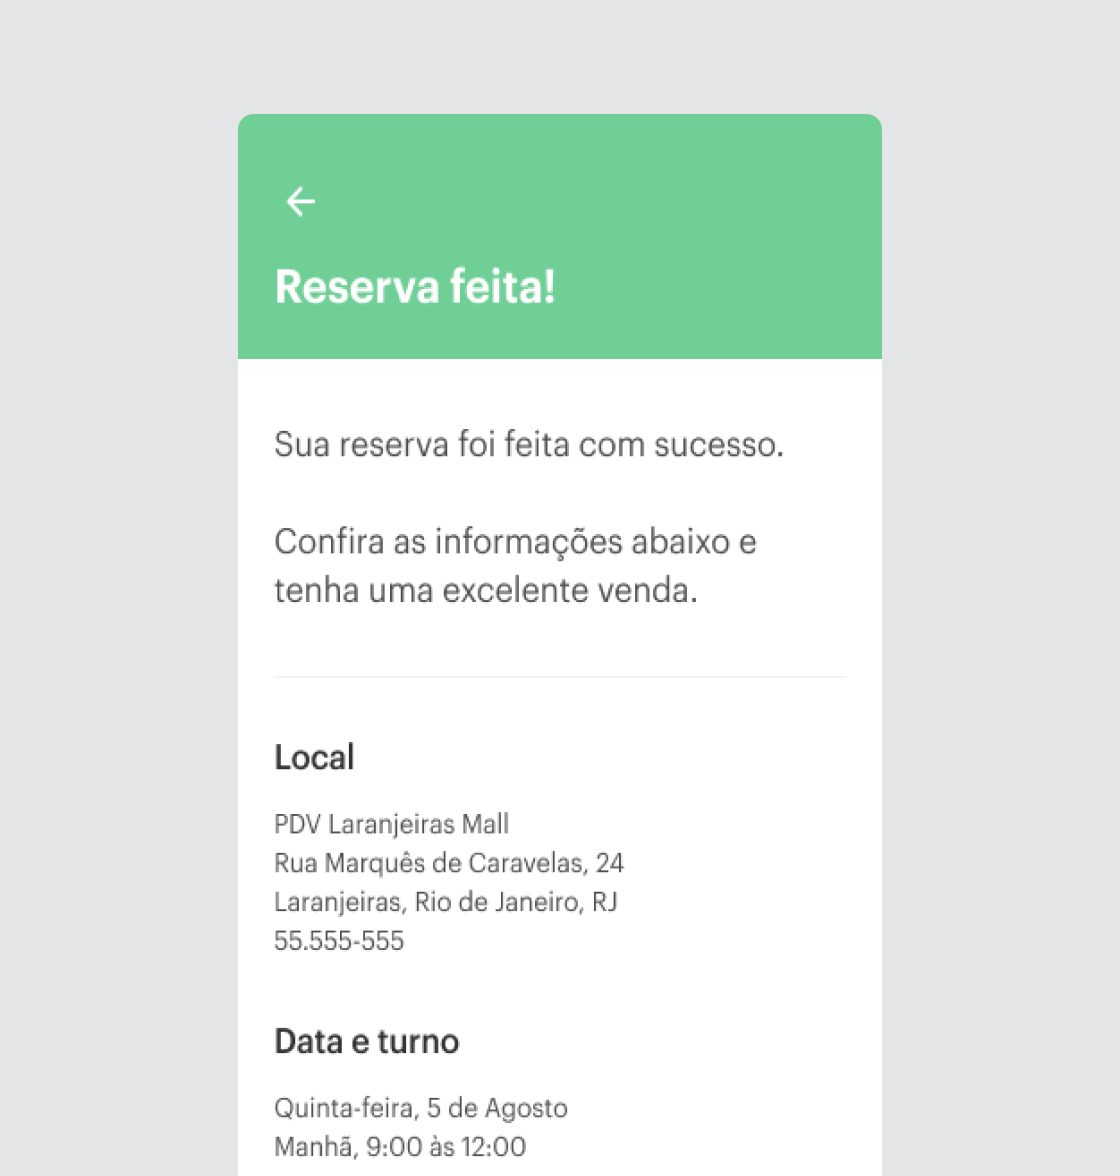 Reserva feita!
Sua reserva foi feita com sucesso.
Confira as informações abaixo e
tenha uma excelente venda.
Local
PDV Laranjeiras Mall
Rua Marquês de Caravelas, 24
Laranjeiras, Rio de Janeiro, RJ
55.555-555
Data e turno
Quinta-feira, 5 de Agosto
Manhã, 9:00 às 12:00